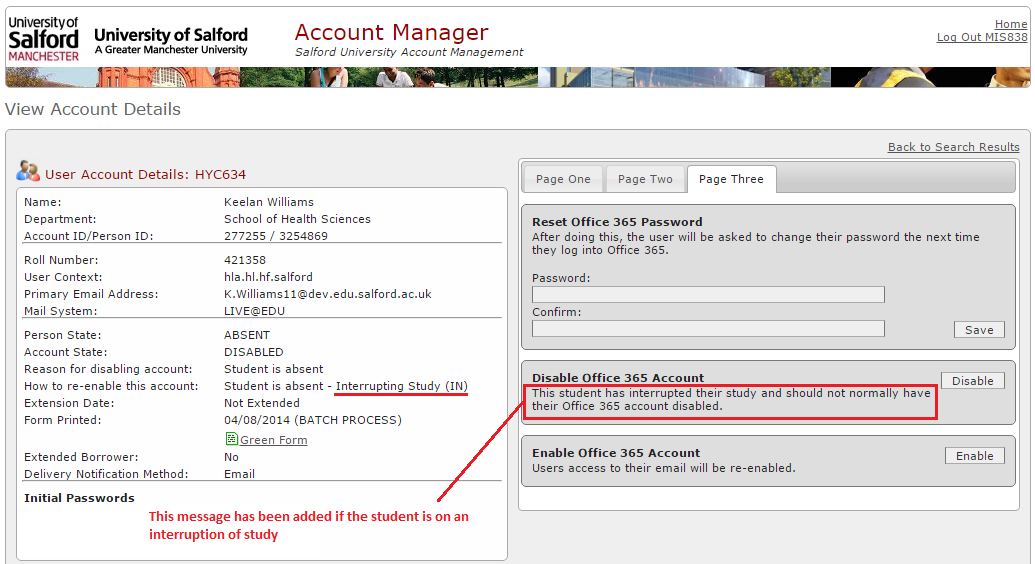 University of
Salford
MANCHESTER
University of Salford
A Greater Manchester University
Account Manager
Salford University Account Management
Home
Log Out MIS838
View Account Details
Back to Search Results
User Account Details: HYC634
Name: Keelan Williams
Department: School of Health Sciences
Account ID/Person ID: 277255 / 3254869
Roll Number: 421358
User Context: hla.hl.hf.salford
Primary Email Address: K.Williams11@dev.edu.salford.ac.uk
Mail System: LIVE@EDU
Person State: ABSENT
Account State: DISABLED
Reason for disabling account: Student is absent
How to re-enable this account: Student is absent - Interrupting Study (IN)
Extension Date: Not Extended
Form Printed: 04/08/2014 (BATCH PROCESS)
Green Form
Extended Borrower: No
Delivery Notification Method: Email
Initial Passwords
This message has been added if the student is on an
interruption of study
Page One Page Two Page Three
Reset Office 365 Password
After doing this, the user will be asked to change their password the next time
they log into Office 365.
Password:
Confirm:
Save
Disable Office 365 Account
Disable
This student has interrupted their study and should not normally have
their Office 365 account disabled.
Enable Office 365 Account
Users access to their email will be re-enabled.
Enable